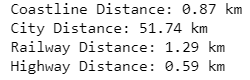 Coastline Distance: 0.87 km
City Distance: 51.74 km
Railway Distance: 1.29 km
Highway Distance: 0.59 km